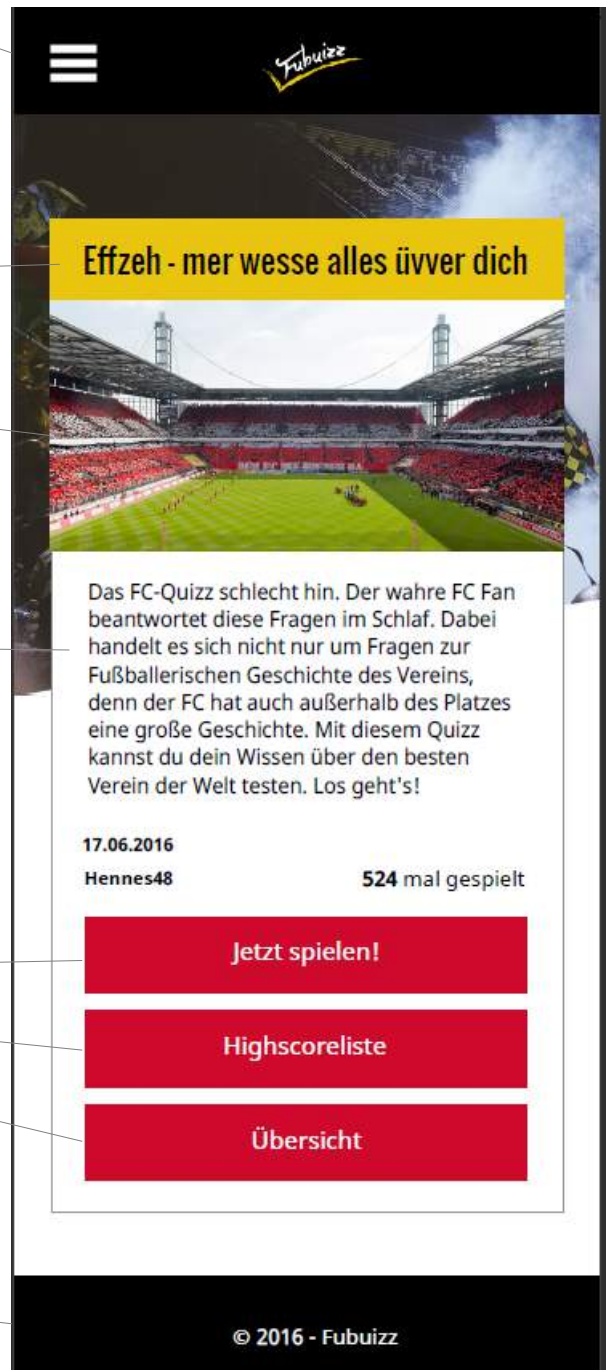 Fubuizz
Effzeh - mer wesse alles üvver dich
Das FC-Quizz schlecht hin. Der wahre FC Fan
beantwortet diese Fragen im Schlaf. Dabei
handelt es sich nicht nur um Fragen zur
Fußballerischen Geschichte des Vereins,
denn der FC hat auch außerhalb des Platzes
eine große Geschichte. Mit diesem Quizz
kannst du dein Wissen über den besten
Verein der Welt testen. Los geht's!
17.06.2016
Hennes48 524 mal gespielt
Jetzt spielen!
Highscoreliste
Übersicht
© 2016 - Fubuizz